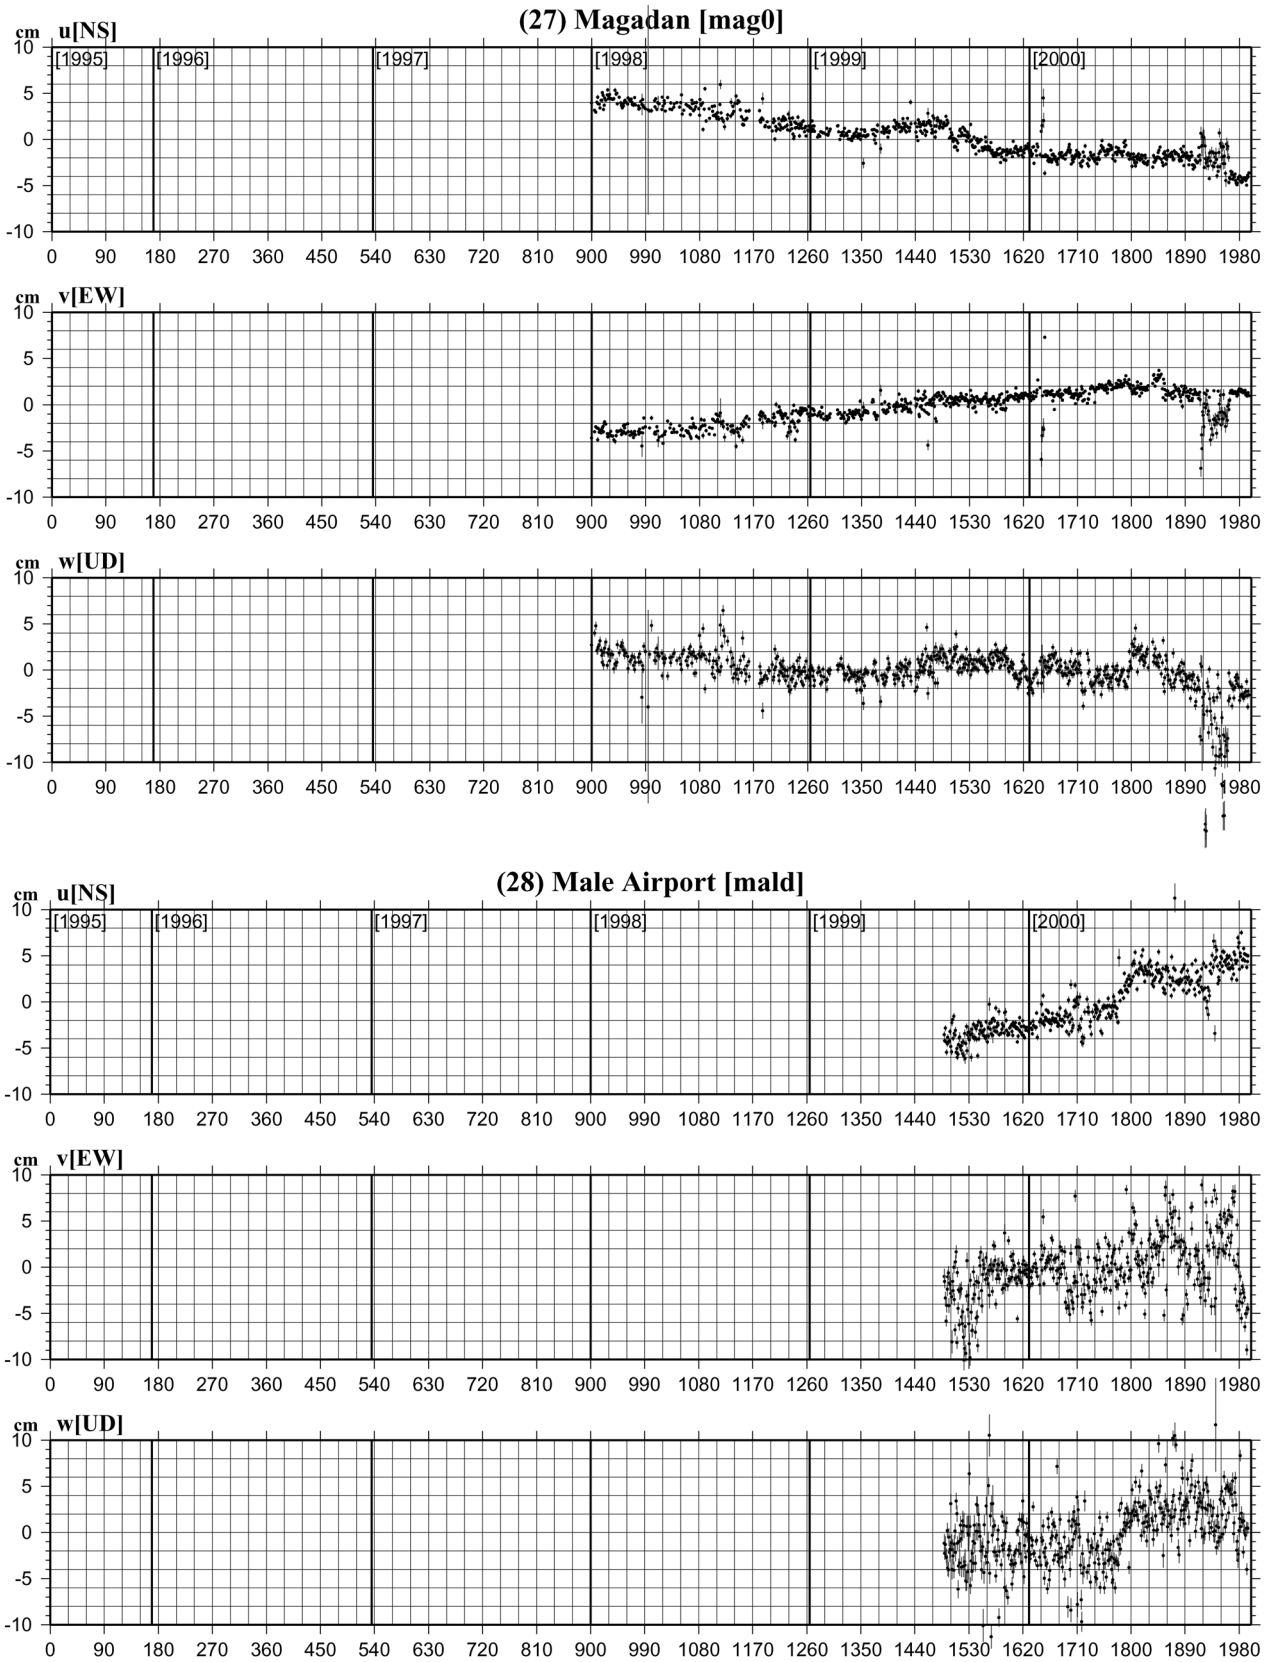 (27) Magadan [mag0]
cm u[NS]
10
[1995] [1996] [1997] [1998] [1999] [2000]
5
0
-5
-10
0 90 180 270 360 450 540 630 720 810 900 990 1080 1170 1260 1350 1440 1530 1620 1710 1800 1890 1980
cm v[EW]
10
5
0
-5
-10
0 90 180 270 360 450 540 630 720 810 900 990 1080 1170 1260 1350 1440 1530 1620 1710 1800 1890 1980
cm w[UD]
10
5
0
-5
-10
0 90 180 270 360 450 540 630 720 810 900 990 1080 1170 1260 1350 1440 1530 1620 1710 1800 1890 1980
(28) Male Airport [mald]
cm u[NS]
10
[1995] [1996] [1997] [1998] [1999] [2000]
5
0
-5
-10
0 90 180 270 360 450 540 630 720 810 900 990 1080 1170 1260 1350 1440 1530 1620 1710 1800 1890 1980
cm v[EW]
10
5
0
-5
-10
0 90 180 270 360 450 540 630 720 810 900 990 1080 1170 1260 1350 1440 1530 1620 1710 1800 1890 1980
cm w[UD]
10
5
0
-5
-10
0 90 180 270 360 450 540 630 720 810 900 990 1080 1170 1260 1350 1440 1530 1620 1710 1800 1890 1980